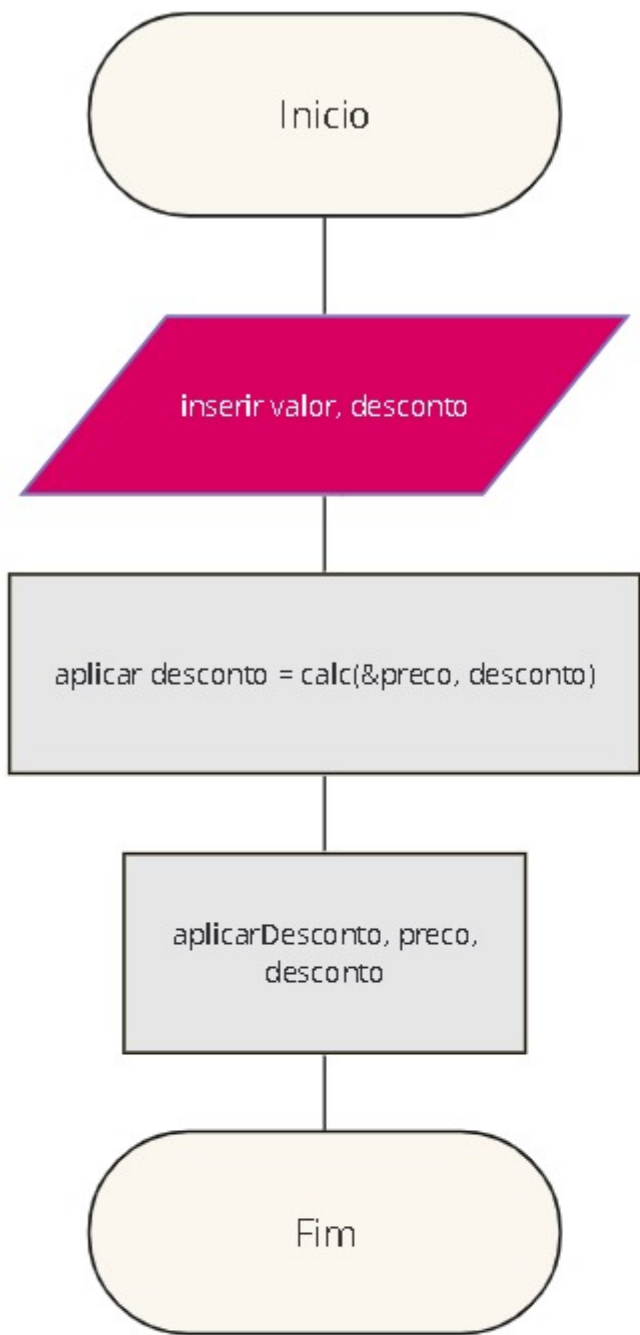 Inicio
inserir valor, desconto
aplicar desconto = calc(&preco, desconto)
aplicarDesconto, preco,
desconto
Fim